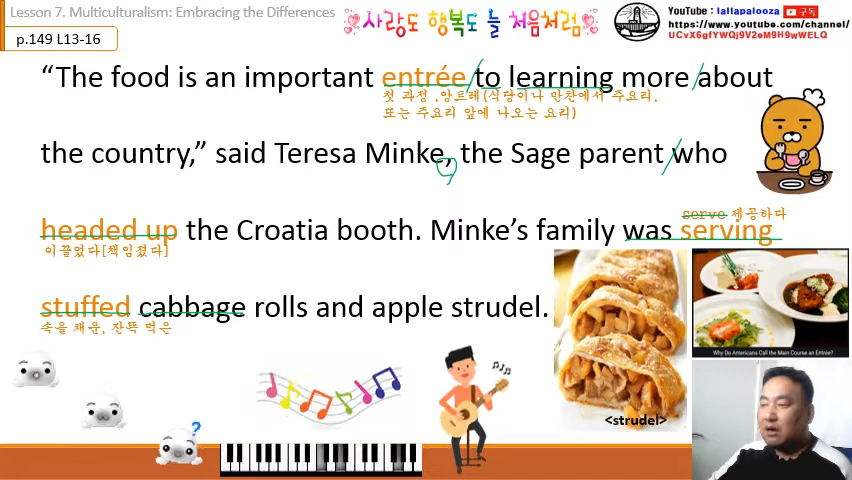 Lesson 7. Multiculturalism: Embracing the Differences
p.149 L13-16
사랑도 행복도 늘 처음처럼
YouTube : lallapalooza 구독
https://www.youtube.com/channel/
UCvX6gfYWQj9V2eM9H9wWELQ
“The food is an important entrée to learning more about
첫 과정 ,앙트레(식당이나 만찬에서 주요리,
또는 주요리 앞에 나오는 요리)
the country,” said Teresa Minke, the Sage parent who
headed up the Croatia booth. Minke’s family was serving
이끌었다[책임졌다]
serve 제공하다
stuffed cabbage rolls and apple strudel.
속을 채운, 잔뜩 먹은
<strudel>
Why Do Americans Call the Main Course an Entrée?
?